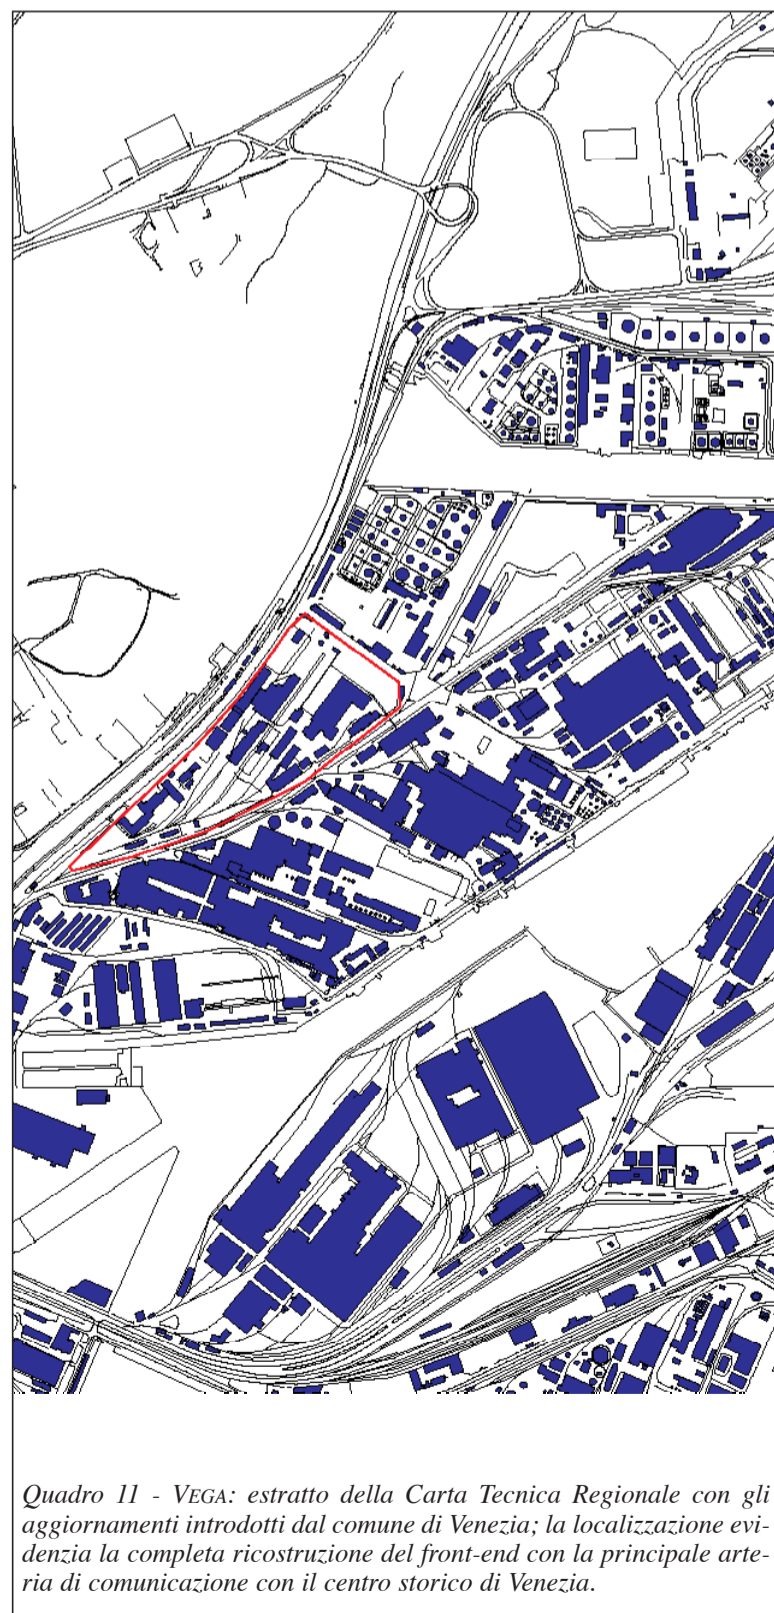 Quadro 11 - VEGA: estratto della Carta Tecnica Regionale con gli
aggiornamenti introdotti dal comune di Venezia; la localizzazione evi-
denzia la completa ricostruzione del front-end con la principale arte-
ria di comunicazione con il centro storico di Venezia.